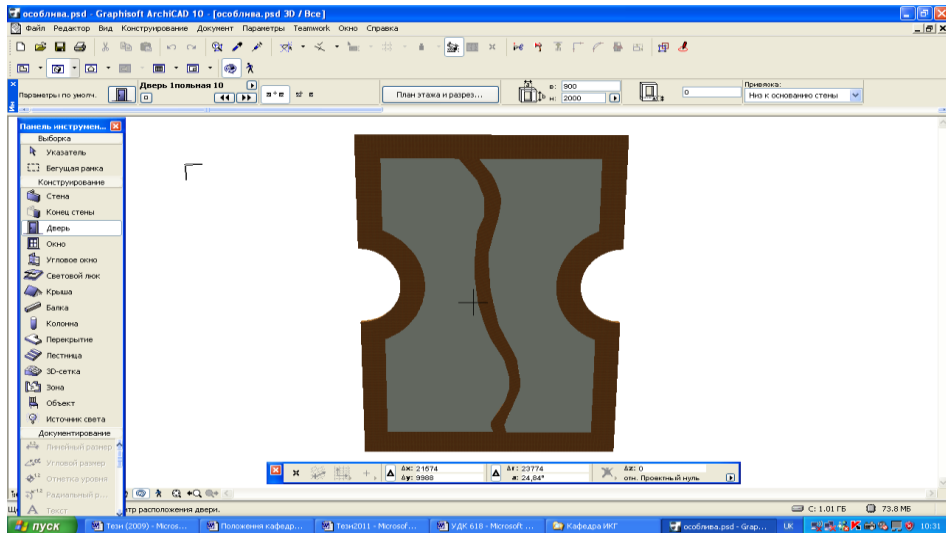 особлива.psd - Graphisoft ArchiCAD 10 - [особлива.psd 3D / Все]
Файл Редактор Вид Конструирование Документ Параметры Teamwork Окно Справка
Параметры по умолч.
Дверь 1польная 10
План этажа и разрез...
в: 900
н: 2000
0
Привязка:
Низ к основанию стены
Панель инструмен...
Выборка
Указатель
Бегущая рамка
Конструирование
Стена
Конец стены
Дверь
Окно
Угловое окно
Световой люк
Крыша
Балка
Колонна
Перекрытие
Лестница
3D-сетка
Зона
Объект
Источник света
Документирование
Линейный размер
Угловой размер
Отметка уровня
Радиальный р...
Текст
Δx: 21674
Δy: 9988
Δr: 23774
α: 24,84°
Δz: 0
отн. Проектный нуль
тр расположения двери.
C: 1.01 ГБ
73.8 МБ
пуск
Тези (2009) - Micros...
Положення кафедр...
Тези2011 - Microsof...
УДК 618 - Microsoft ...
Кафедра ИКГ
особлива.psd - Grap...
UK
10:31